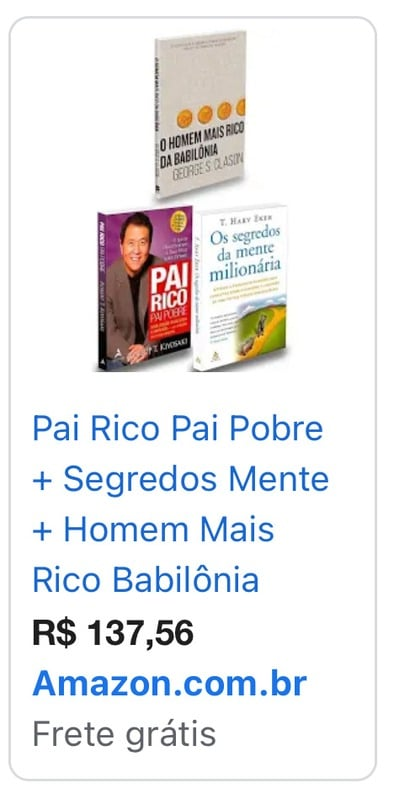 O HOMEM MAIS RICO
DA BABILÔNIA
GEORGE S. CLASON
PAI
RICO
PAI POBRE
T. KIYOSAKI
T. HARV EKER
Os segredos
da mente
milionária
Pai Rico Pai Pobre
+ Segredos Mente
+ Homem Mais
Rico Babilônia
R$ 137,56
Amazon.com.br
Frete grátis